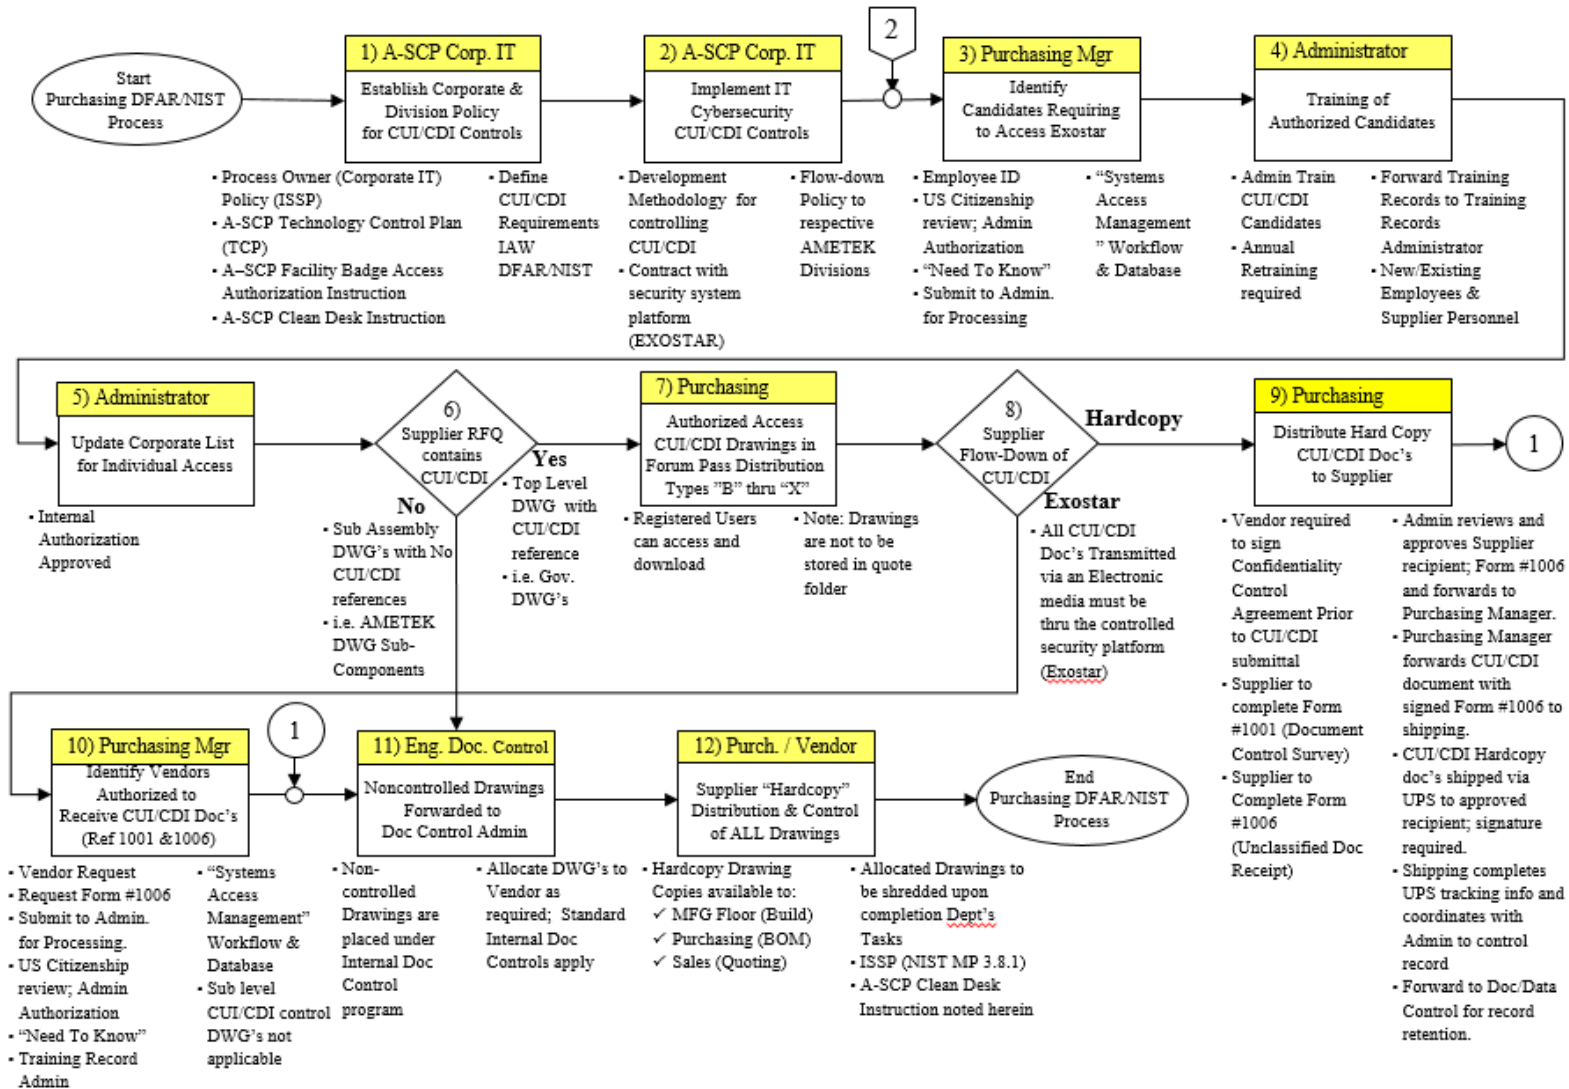 Start
Purchasing DFAR/NIST
Process
1) A-SCP Corp. IT
Establish Corporate &
Division Policy
for CUI/CDI Controls
▪ Process Owner (Corporate IT)
Policy (ISSP)
▪ A-SCP Technology Control Plan
(TCP)
▪ A–SCP Facility Badge Access
Authorization Instruction
▪ A-SCP Clean Desk Instruction
▪ Define
CUI/CDI
Requirements
IAW
DFAR/NIST
2) A-SCP Corp. IT
Implement IT
Cybersecurity
CUI/CDI Controls
▪ Development
Methodology for
controlling
CUI/CDI
▪ Contract with
security system
platform
(EXOSTAR)
▪ Flow-down
Policy to
respective
AMETEK
Divisions
2
3) Purchasing Mgr
Identify
Candidates Requiring
to Access Exostar
▪ Employee ID
▪ US Citizenship
review; Admin
Authorization
▪ “Need To Know”
▪ Submit to Admin.
for Processing
▪ “Systems
Access
Management
” Workflow
& Database
4) Administrator
Training of
Authorized Candidates
▪ Admin Train
CUI/CDI
Candidates
▪ Annual
Retraining
required
▪ Forward Training
Records to Training
Records
Administrator
▪ New/Existing
Employees &
Supplier Personnel
5) Administrator
Update Corporate List
for Individual Access
▪ Internal
Authorization
Approved
6)
Supplier RFQ
contains
CUI/CDI
No
▪ Sub Assembly
DWG’s with No
CUI/CDI
references
▪ i.e. AMETEK
DWG Sub-
Components
Yes
▪ Top Level
DWG with
CUI/CDI
reference
▪ i.e. Gov.
DWG’s
7) Purchasing
Authorized Access
CUI/CDI Drawings in
Forum Pass Distribution
Types ”B” thru “X”
▪ Registered Users
can access and
download
▪ Note: Drawings
are not to be
stored in quote
folder
8)
Supplier
Flow-Down of
CUI/CDI
Hardcopy
Exostar
▪ All CUI/CDI
Doc’s Transmitted
via an Electronic
media must be
thru the controlled
security platform
(Exostar)
9) Purchasing
Distribute Hard Copy
CUI/CDI Doc’s
to Supplier
1
▪ Vendor required
to sign
Confidentiality
Control
Agreement Prior
to CUI/CDI
submittal
▪ Supplier to
complete Form
#1001 (Document
Control Survey)
▪ Supplier to
Complete Form
#1006
(Unclassified Doc
Receipt)
▪ Admin reviews and
approves Supplier
recipient; Form #1006
and forwards to
Purchasing Manager.
▪ Purchasing Manager
forwards CUI/CDI
document with
signed Form #1006 to
shipping.
▪ CUI/CDI Hardcopy
doc’s shipped via
UPS to approved
recipient; signature
required.
▪ Shipping completes
UPS tracking info and
coordinates with
Admin to control
record
▪ Forward to Doc/Data
Control for record
retention.
10) Purchasing Mgr
Identify Vendors
Authorized to
Receive CUI/CDI Doc’s
(Ref 1001 &1006)
▪ Vendor Request
▪ Request Form #1006
▪ Submit to Admin.
for Processing.
▪ US Citizenship
review; Admin
Authorization
▪ “Need To Know”
▪ Training Record
Admin
▪ “Systems
Access
Management”
Workflow &
Database
▪ Sub level
CUI/CDI control
DWG’s not
applicable
1
11) Eng. Doc. Control
Noncontrolled Drawings
Forwarded to
Doc Control Admin
▪ Non-
controlled
Drawings are
placed under
Internal Doc
Control
program
▪ Allocate DWG’s to
Vendor as
required; Standard
Internal Doc
Controls apply
12) Purch. / Vendor
Supplier “Hardcopy”
Distribution & Control
of ALL Drawings
▪ Hardcopy Drawing
Copies available to:
✓ MFG Floor (Build)
✓ Purchasing (BOM)
✓ Sales (Quoting)
▪ Allocated Drawings to
be shredded upon
completion Dept’s
Tasks
▪ ISSP (NIST MP 3.8.1)
▪ A-SCP Clean Desk
Instruction noted herein
End
Purchasing DFAR/NIST
Process